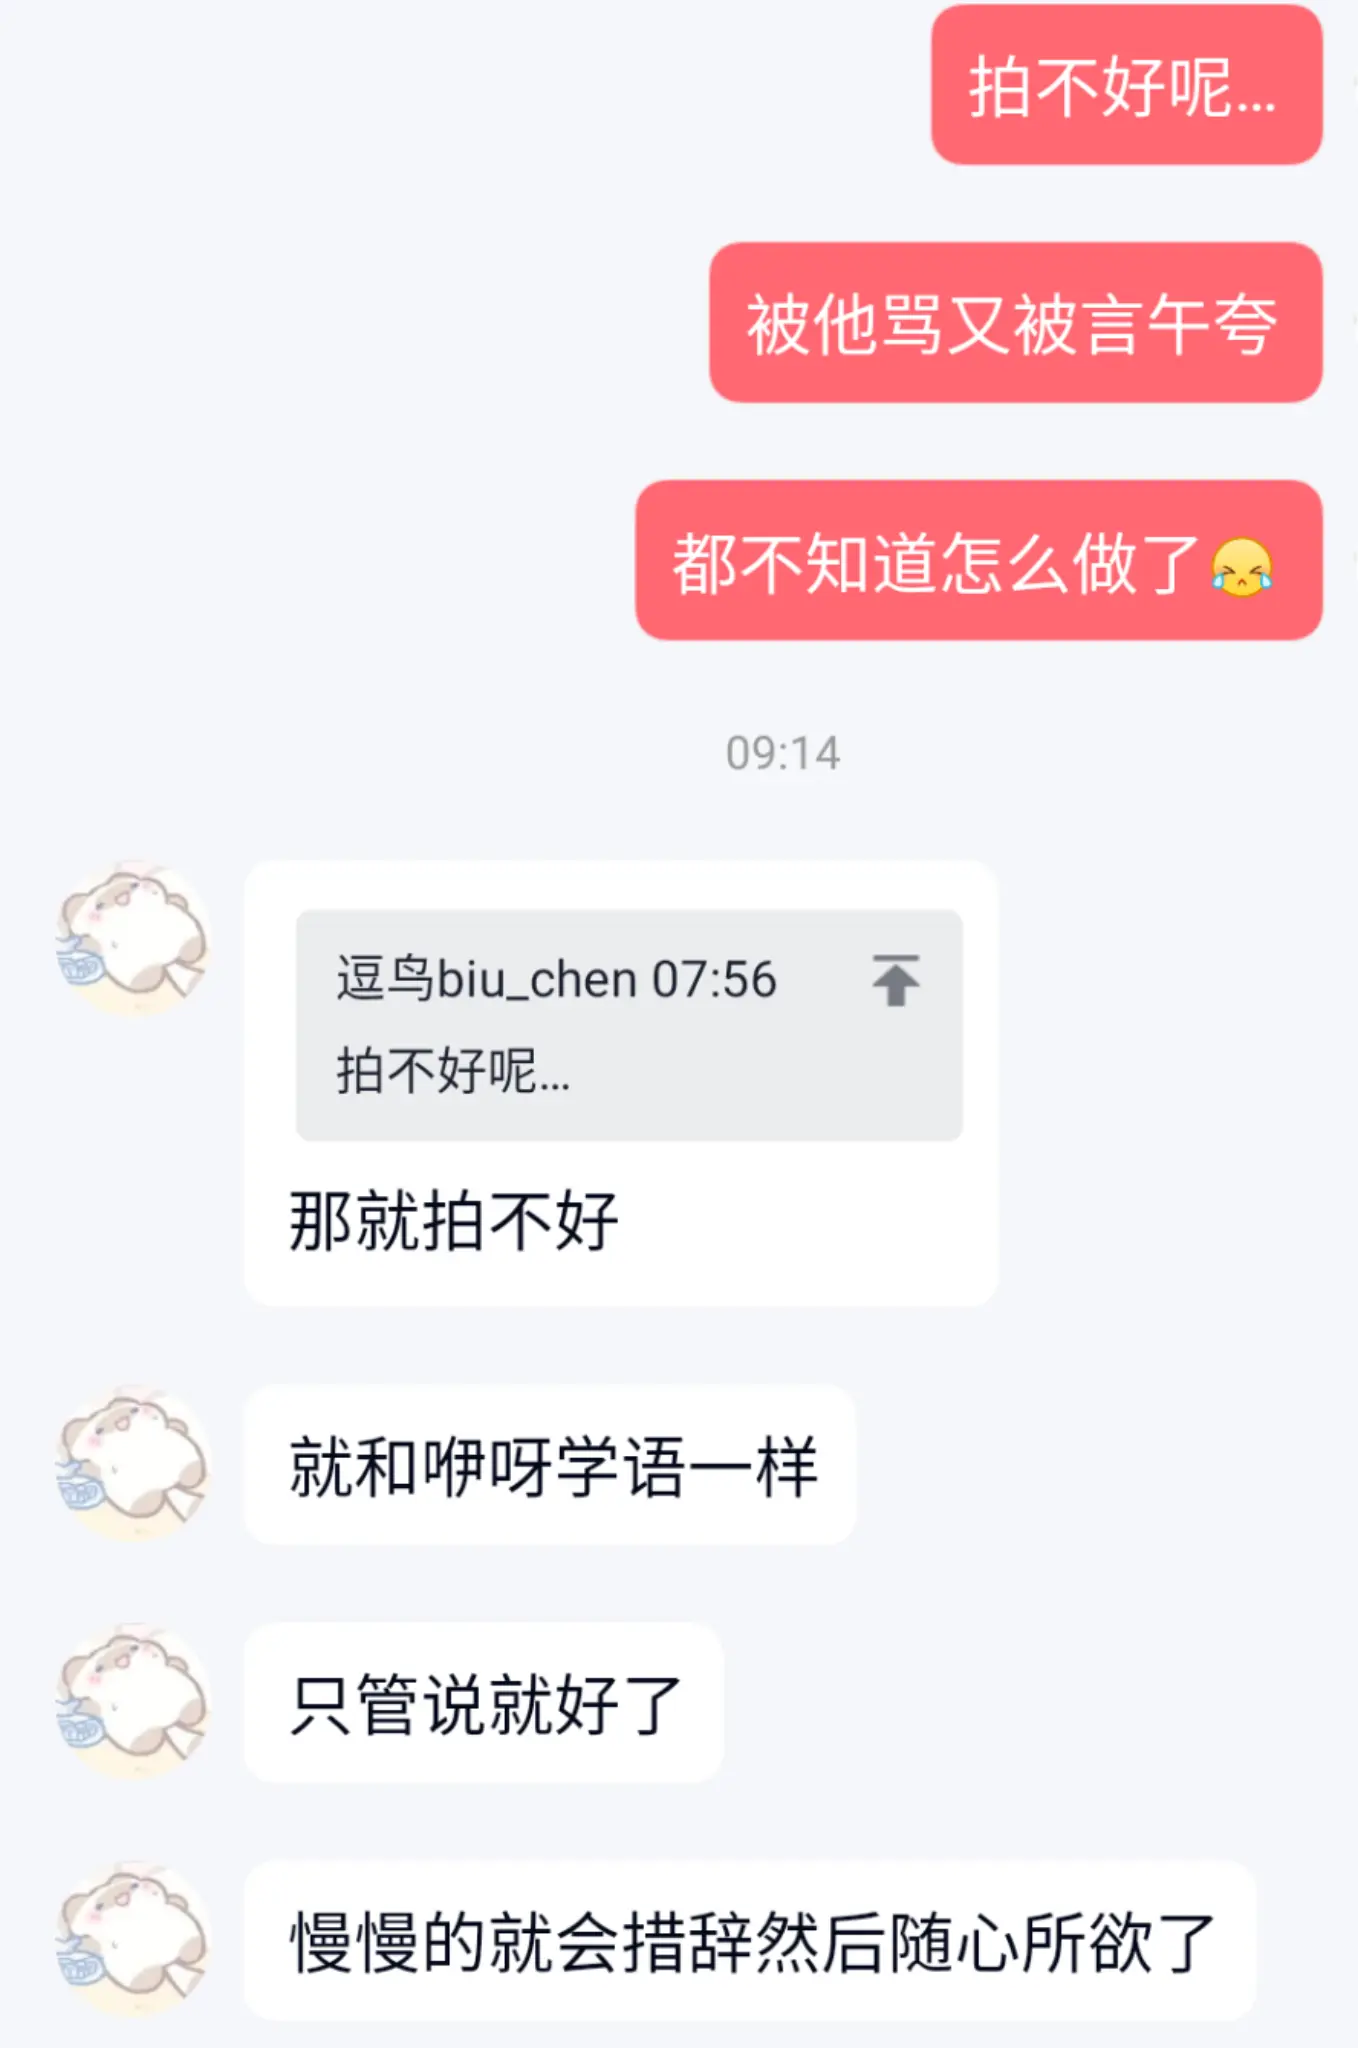 拍不好呢...
被他骂又被言午夸
都不知道怎么做了😭
09:14
逗鸟biu_chen 07:56
拍不好呢...
那就拍不好
就和咿呀学语一样
只管说就好了
慢慢的就会措辞然后随心所欲了